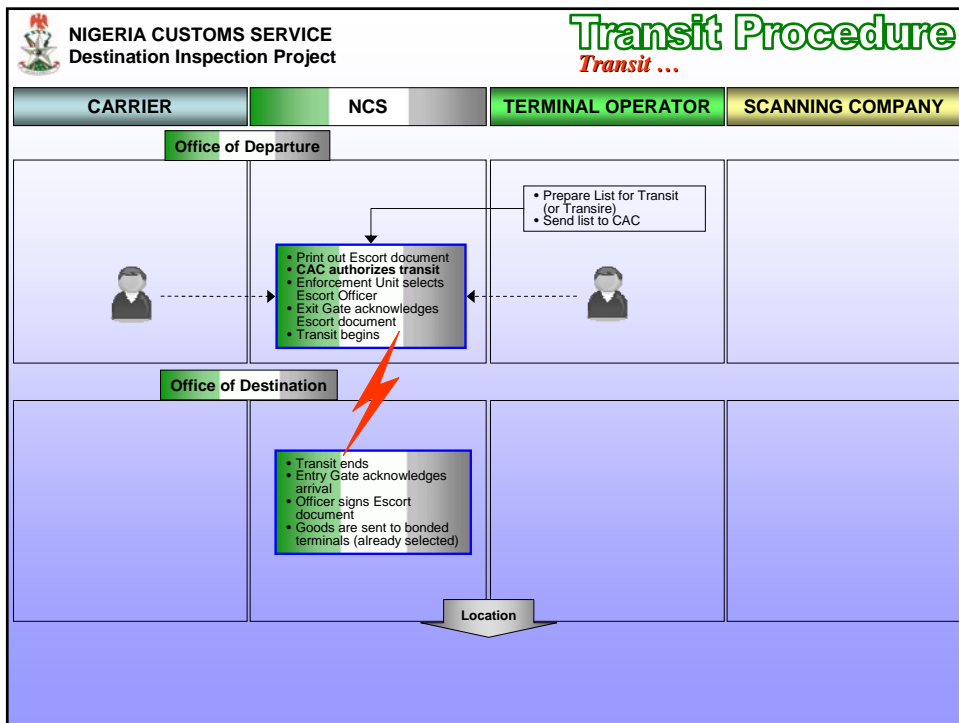 NIGERIA CUSTOMS SERVICE
Destination Inspection Project
Transit Procedure
Transit ...
CARRIER
NCS
TERMINAL OPERATOR
SCANNING COMPANY
Office of Departure
• Prepare List for Transit
(or Transire)
• Send list to CAC
• Print out Escort document
• CAC authorizes transit
• Enforcement Unit selects
Escort Officer
• Exit Gate acknowledges
Escort document
• Transit begins
Office of Destination
• Transit ends
• Entry Gate acknowledges
arrival
• Officer signs Escort
document
• Goods are sent to bonded
terminals (already selected)
Location